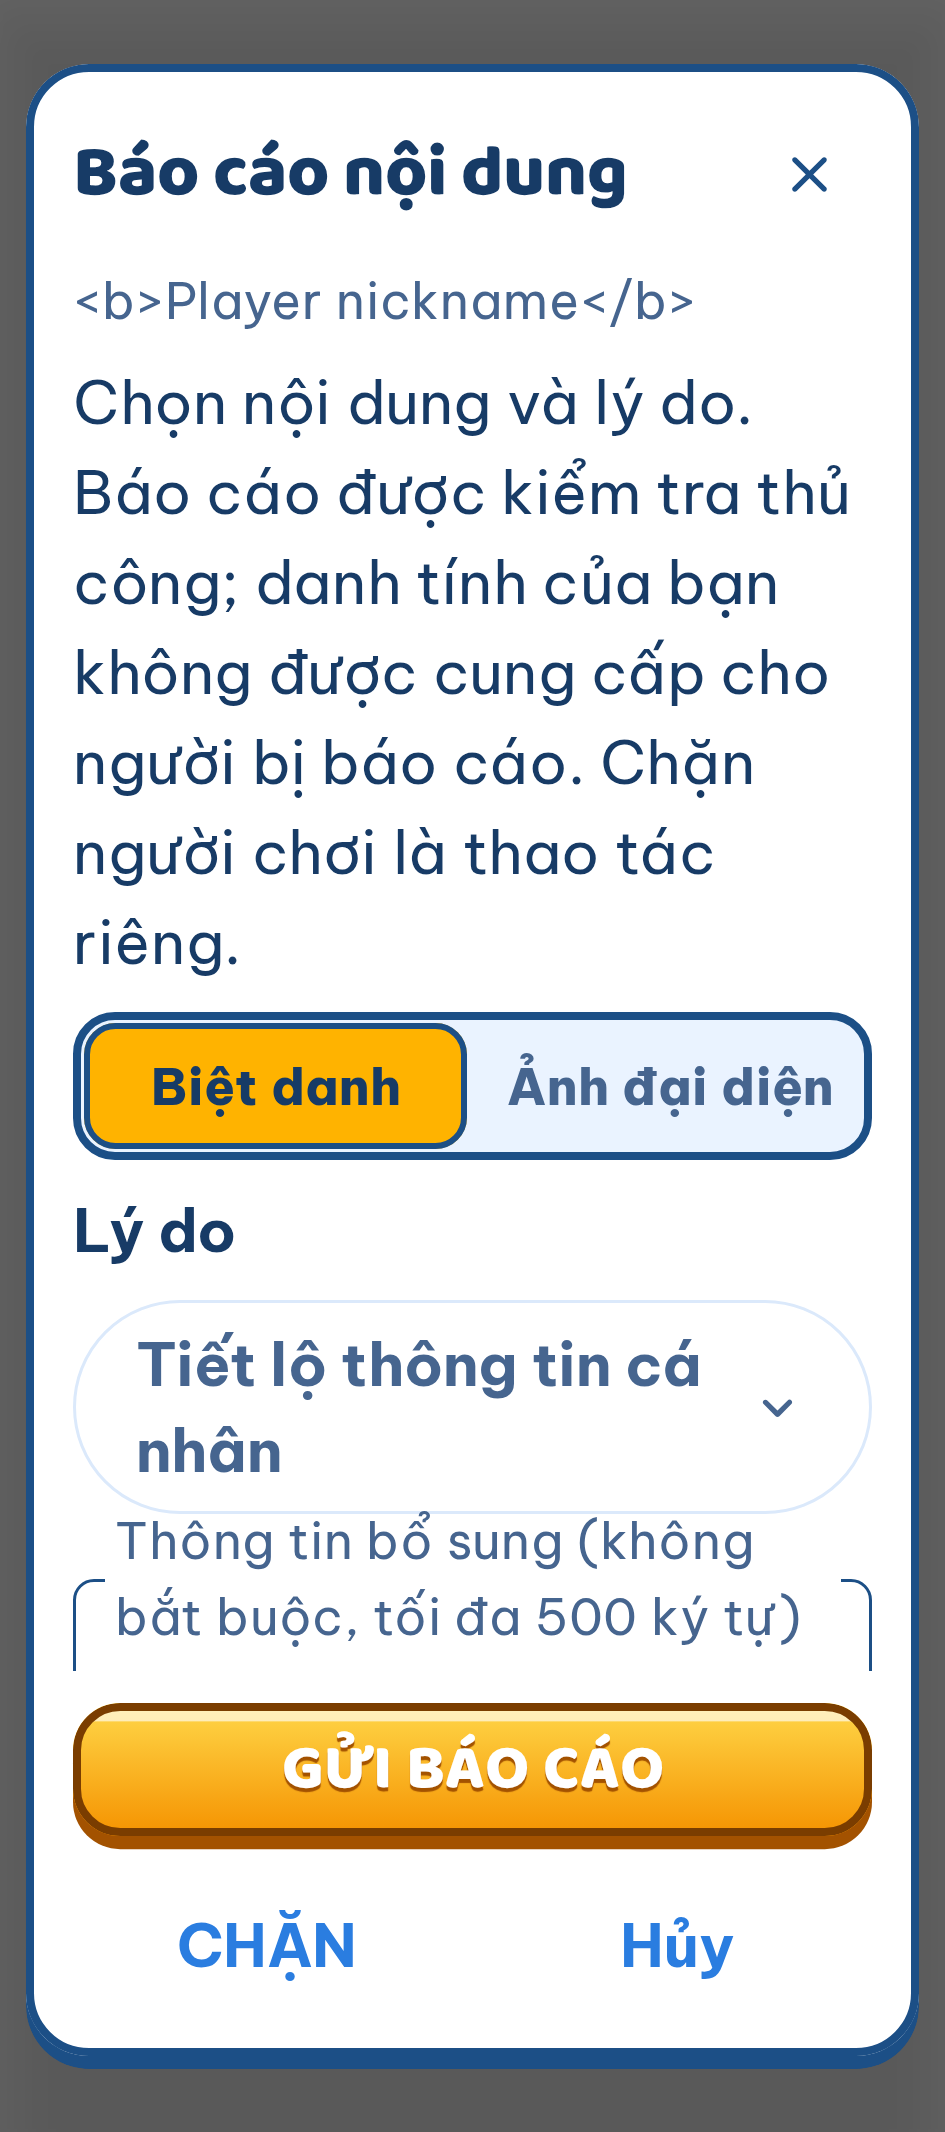 Báo cáo nội dung
<b>Player nickname</b>
Chọn nội dung và lý do.
Báo cáo được kiểm tra thủ
công; danh tính của bạn
không được cung cấp cho
người bị báo cáo. Chặn
người chơi là thao tác
riêng.
Biệt danh
Ảnh đại diện
Lý do
Tiết lộ thông tin cá
nhân
Thông tin bổ sung (không
bắt buộc, tối đa 500 ký tự)
GỬI BÁO CÁO
CHẶN
Hủy